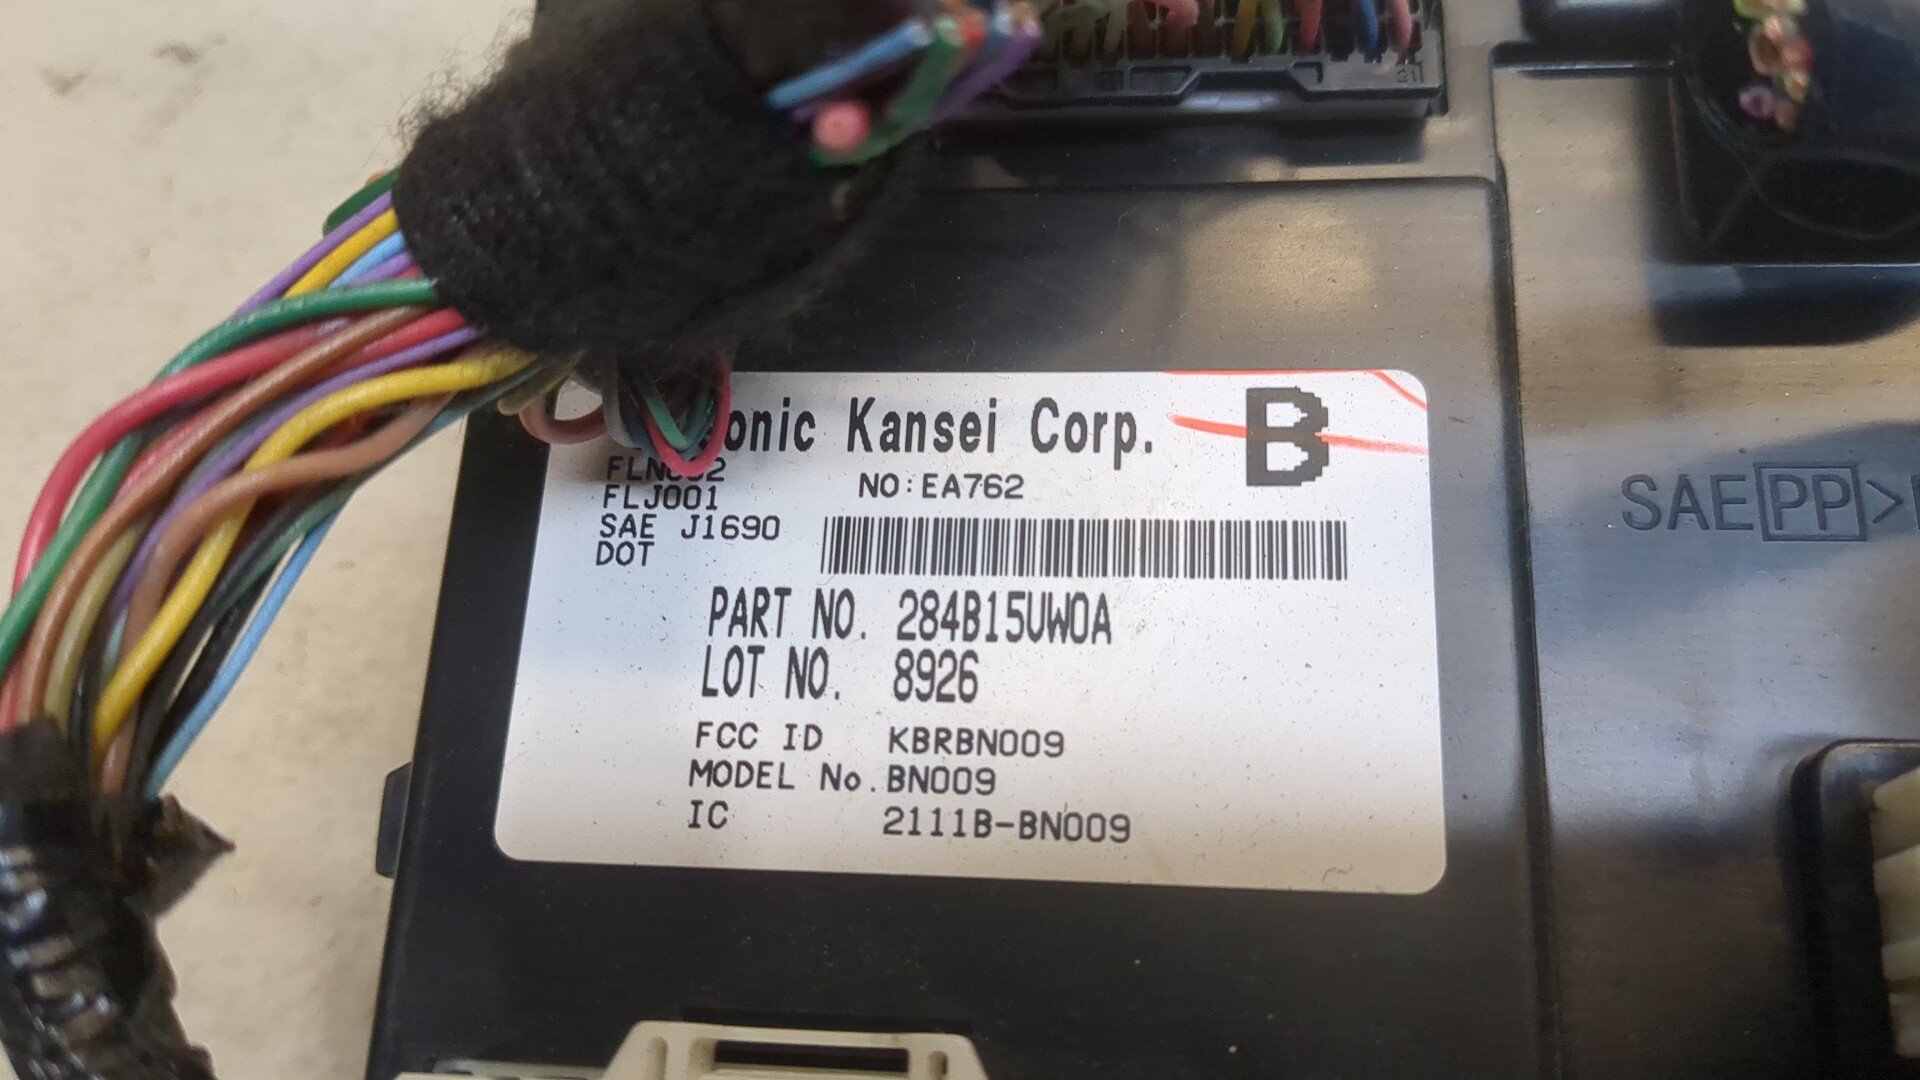 onic Kansei Corp. B
FLJ001
NO:EA762
SAE J1690
DOT
PART NO. 284B15UW0A
LOT NO. 8926
FCC ID KBRBN009
MODEL No. BN009
IC 2111B-BN009
SAE PP>
21